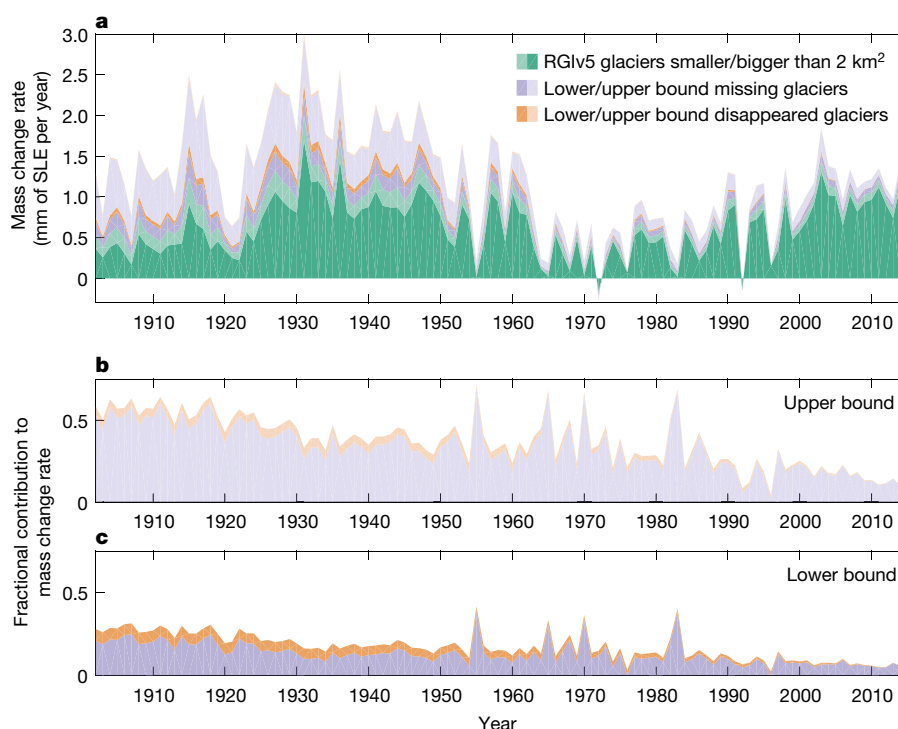 a
Mass change rate
(mm of SLE per year)
3.0
2.5
2.0
1.5
1.0
0.5
0
RGIv5 glaciers smaller/bigger than 2 km²
Lower/upper bound missing glaciers
Lower/upper bound disappeared glaciers
1910 1920 1930 1940 1950 1960 1970 1980 1990 2000 2010
b
Fractional contribution to
mass change rate
0.5
0
Upper bound
1910 1920 1930 1940 1950 1960 1970 1980 1990 2000 2010
c
0.5
0
Lower bound
1910 1920 1930 1940 1950 1960 1970 1980 1990 2000 2010
Year